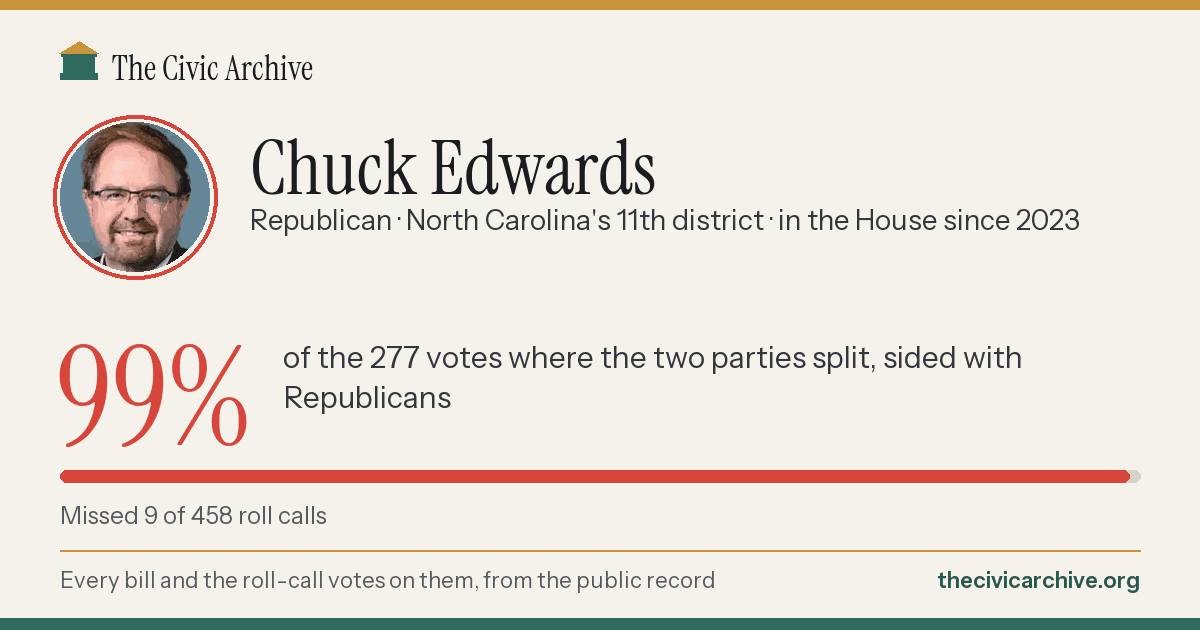 The Civic Archive
Chuck Edwards
Republican · North Carolina's 11th district · in the House since 2023
99%
of the 277 votes where the two parties split, sided with
Republicans
Missed 9 of 458 roll calls
Every bill and the roll-call votes on them, from the public record
thecivicarchive.org